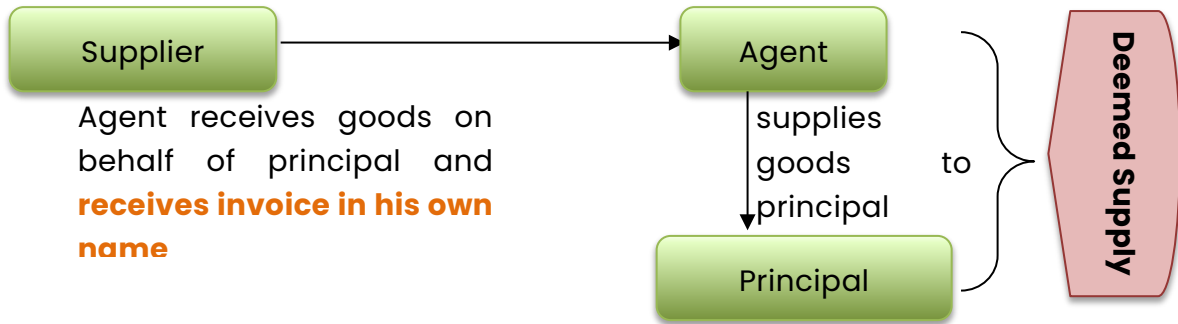 Supplier
Agent
Agent receives goods on
behalf of principal and
receives invoice in his own
name
supplies
goods to
principal
Principal
Deemed Supply